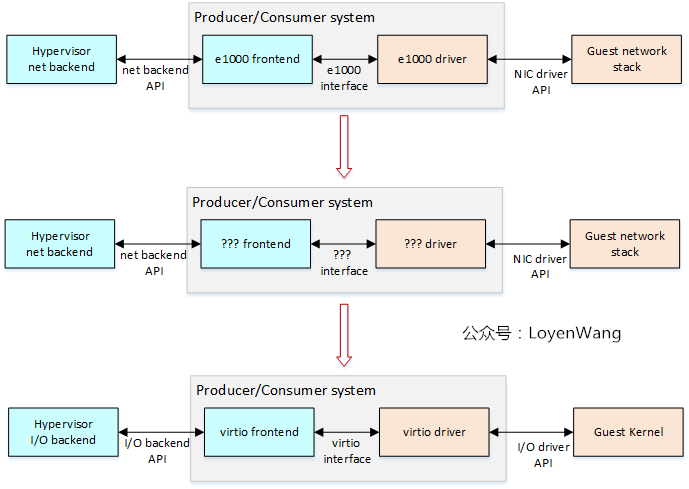 Producer/Consumer system
Hypervisor
net backend
net backend
API
e1000 frontend
e1000
interface
e1000 driver
NIC driver
API
Guest network
stack
Producer/Consumer system
Hypervisor
net backend
net backend
API
??? frontend
???
interface
??? driver
NIC driver
API
Guest network
stack
公众号：LoyenWang
Producer/Consumer system
Hypervisor
I/O backend
I/O backend
API
virtio frontend
virtio
interface
virtio driver
I/O driver
API
Guest Kernel